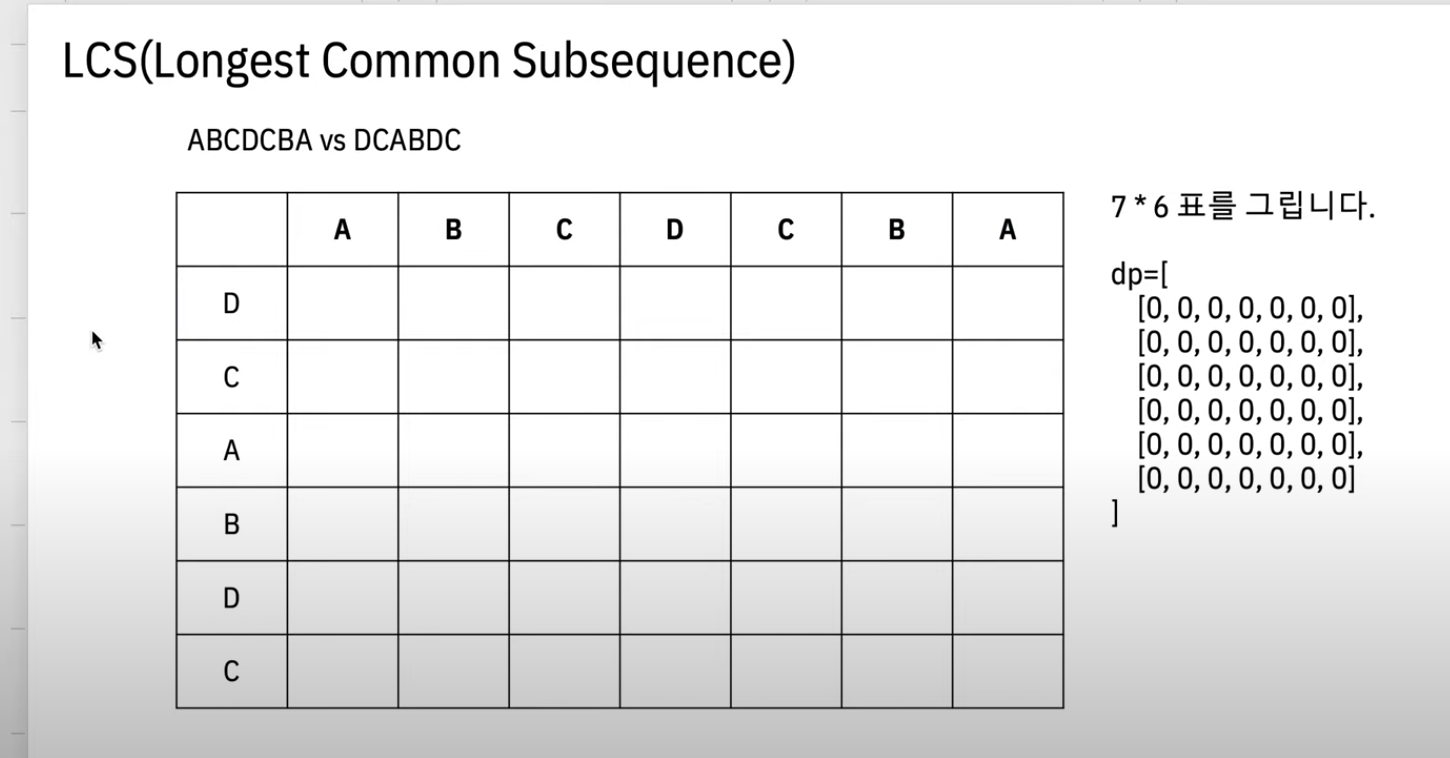 LCS(Longest Common Subsequence)
ABCDCBA vs DCABDC
A B C D C B A
D
C
A
B
D
C
7 * 6 표를 그립니다.
dp=[
[0, 0, 0, 0, 0, 0, 0],
[0, 0, 0, 0, 0, 0, 0],
[0, 0, 0, 0, 0, 0, 0],
[0, 0, 0, 0, 0, 0, 0],
[0, 0, 0, 0, 0, 0, 0],
[0, 0, 0, 0, 0, 0, 0]
]